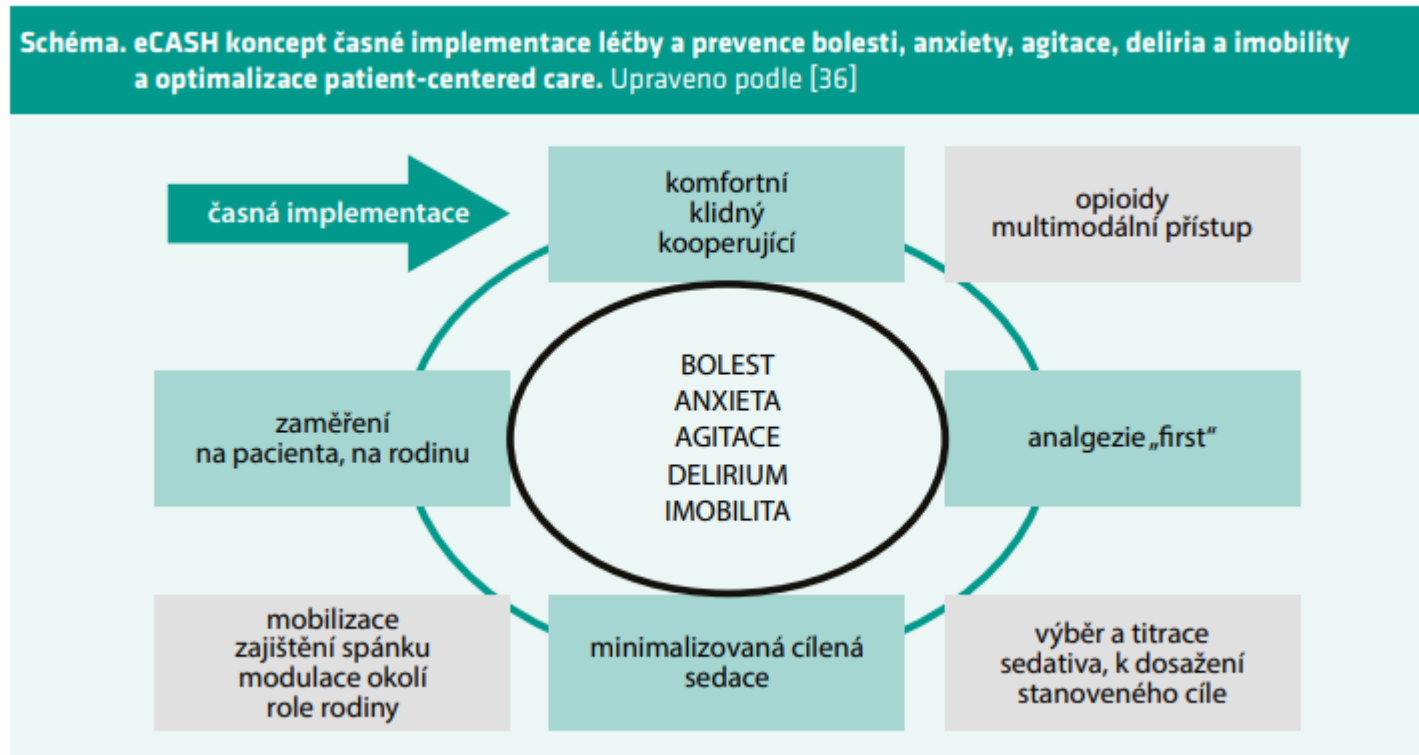 Schéma. eCASH koncept časné implementace léčby a prevence bolesti, anxiety, agitace, deliria a imobility
a optimalizace patient-centered care. Upraveno podle [36]
časná implementace
komfortní
klidný
kooperující
opioidy
multimodální přístup
zaměření
na pacienta, na rodinu
BOLEST
ANXIETA
AGITACE
DELIRIUM
IMOBILITA
analgezie „first“
mobilizace
zajištění spánku
modulace okolí
role rodiny
minimalizovaná cílená
sedace
výběr a titrace
sedativa, k dosažení
stanoveného cíle